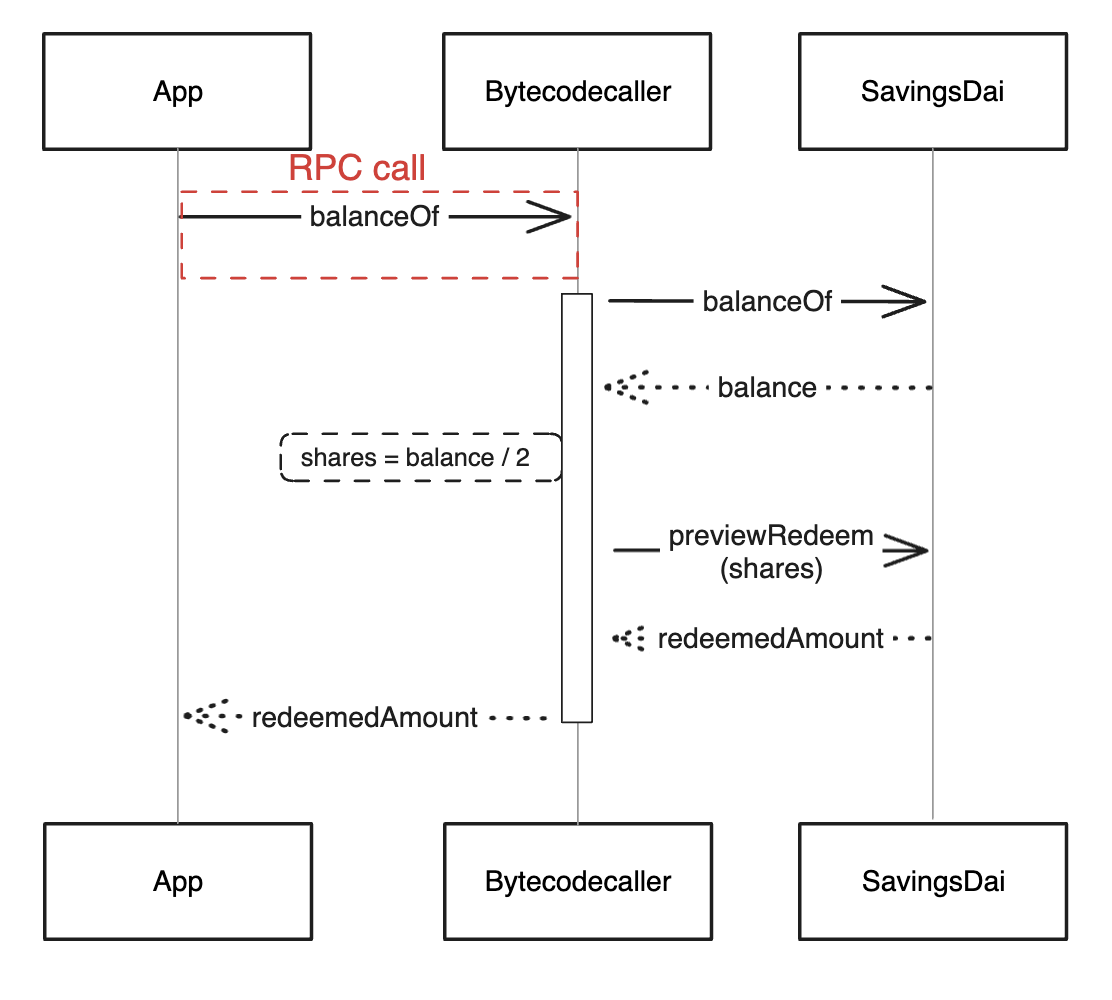 App
Bytecodecaller
SavingsDai
RPC call
balanceOf
balanceOf
balance
shares = balance / 2
previewRedeem
(shares)
redeemedAmount
redeemedAmount
App
Bytecodecaller
SavingsDai